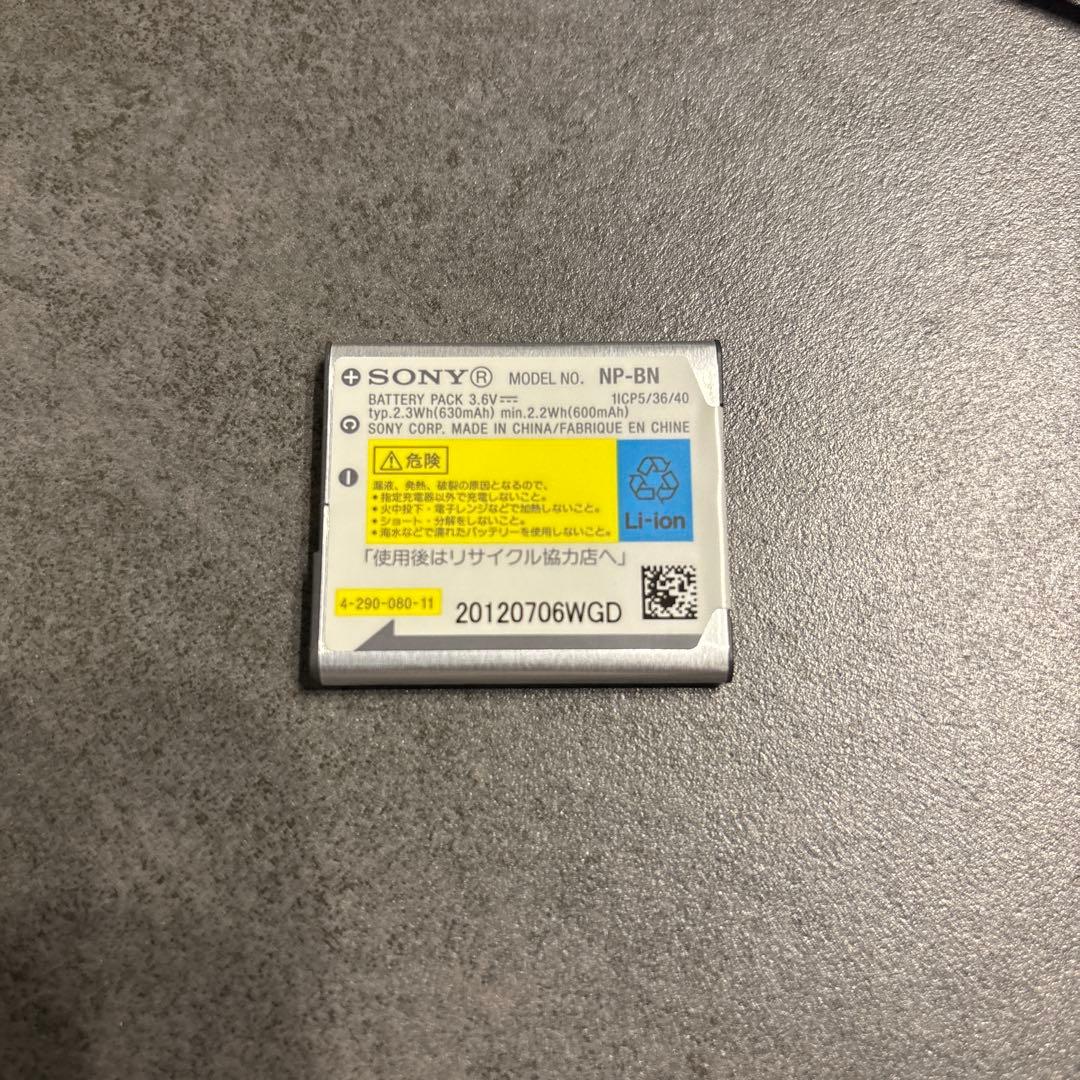 SONY® MODEL NO. NP-BN
BATTERY PACK 3.6V⎓ 1ICP5/36/40
typ.2.3Wh(630mAh) min.2.2Wh(600mAh)
SONY CORP. MADE IN CHINA/FABRIQUE EN CHINE
⚠危険
漏液、発熱、破裂の原因となるので、
•指定充電器以外で充電しないこと。
•火中投下・電子レンジなどで加熱しないこと。
•ショート・分解をしないこと。
•海水などで濡れたバッテリーを使用しないこと。
Li-ion
「使用後はリサイクル協力店へ」
4-290-080-11
20120706WGD